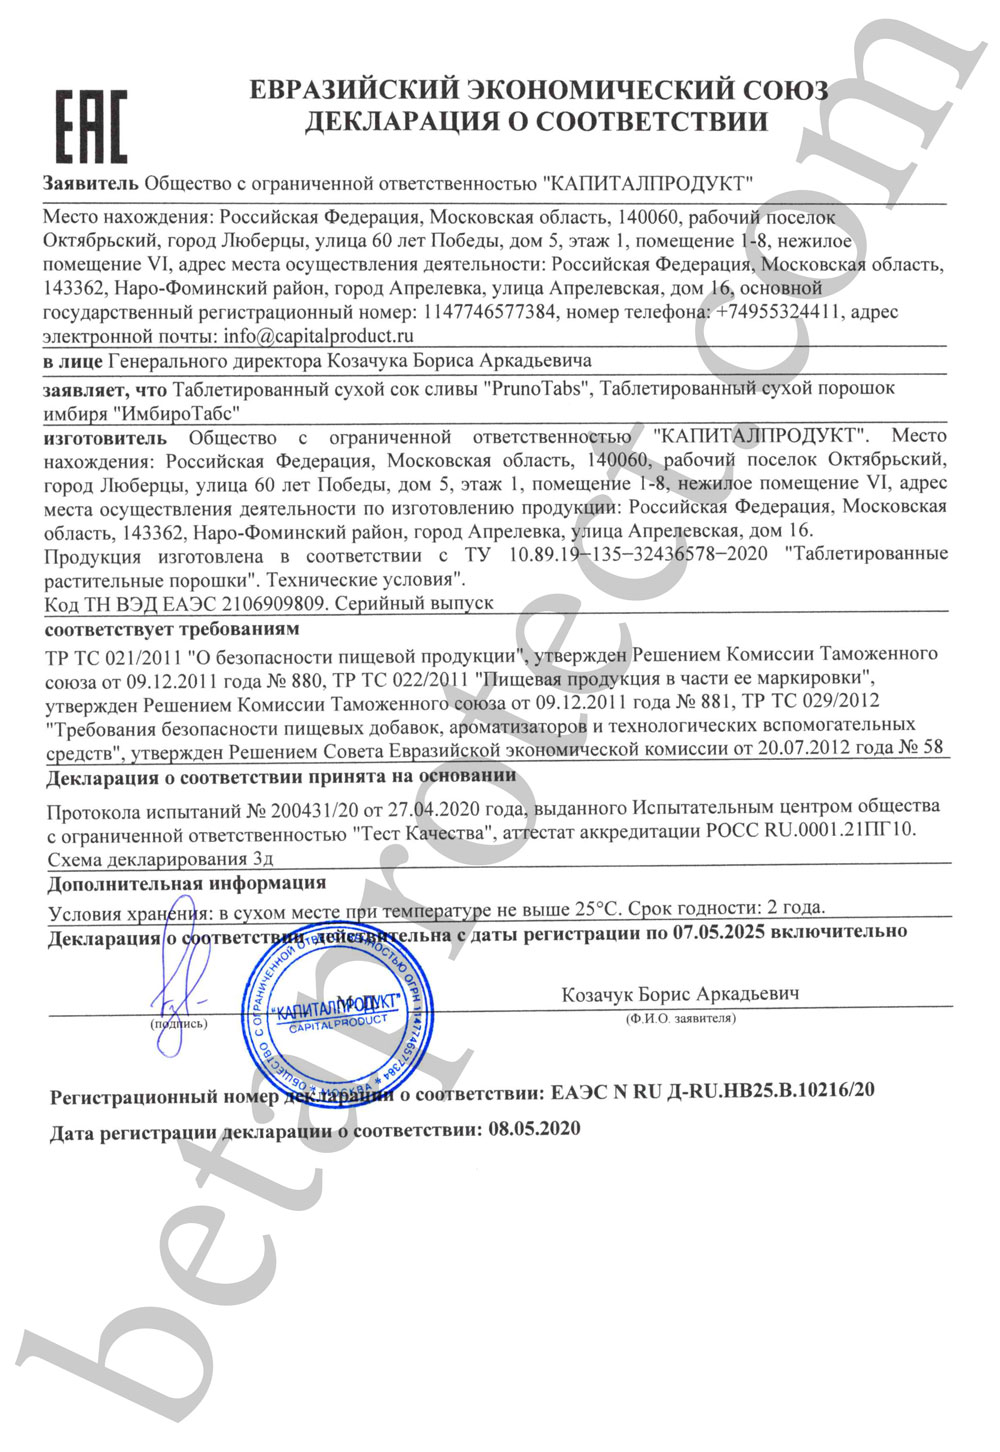 ЕАС
ЕВРАЗИЙСКИЙ ЭКОНОМИЧЕСКИЙ СОЮЗ
ДЕКЛАРАЦИЯ О СООТВЕТСТВИИ
Заявитель Общество с ограниченной ответственностью "КАПИТАЛПРОДУКТ"
Место нахождения: Российская Федерация, Московская область, 140060, рабочий поселок
Октябрьский, город Люберцы, улица 60 лет Победы, дом 5, этаж 1, помещение 1-8, нежилое
помещение VI, адрес места осуществления деятельности: Российская Федерация, Московская область,
143362, Наро-Фоминский район, город Апрелевка, улица Апрелевская, дом 16, основной
государственный регистрационный номер: 1147746577384, номер телефона: +74955324411, адрес
электронной почты: info@capitalproduct.ru
в лице Генерального директора Козачука Бориса Аркадьевича
заявляет, что Таблетированный сухой сок сливы "PrunoTabs", Таблетированный сухой порошок
имбиря "ИмбироТабс"
изготовитель Общество с ограниченной ответственностью "КАПИТАЛПРОДУКТ". Место
нахождения: Российская Федерация, Московская область, 140060, рабочий поселок Октябрьский,
город Люберцы, улица 60 лет Победы, дом 5, этаж 1, помещение 1-8, нежилое помещение VI, адрес
места осуществления деятельности по изготовлению продукции: Российская Федерация, Московская
область, 143362, Наро-Фоминский район, город Апрелевка, улица Апрелевская, дом 16.
Продукция изготовлена в соответствии с ТУ 10.89.19−135−32436578−2020 "Таблетированные
растительные порошки". Технические условия".
Код ТН ВЭД ЕАЭС 2106909809. Серийный выпуск
соответствует требованиям
ТР ТС 021/2011 "О безопасности пищевой продукции", утвержден Решением Комиссии Таможенного
союза от 09.12.2011 года № 880, ТР ТС 022/2011 "Пищевая продукция в части ее маркировки",
утвержден Решением Комиссии Таможенного союза от 09.12.2011 года № 881, ТР ТС 029/2012
"Требования безопасности пищевых добавок, ароматизаторов и технологических вспомогательных
средств", утвержден Решением Совета Евразийской экономической комиссии от 20.07.2012 года № 58
Декларация о соответствии принята на основании
Протокола испытаний № 200431/20 от 27.04.2020 года, выданного Испытательным центром общества
с ограниченной ответственностью "Тест Качества", аттестат аккредитации РОСС RU.0001.21ПГ10.
Схема декларирования 3д
Дополнительная информация
Условия хранения: в сухом месте при температуре не выше 25°С. Срок годности: 2 года.
Декларация о соответствии действительна с даты регистрации по 07.05.2025 включительно
ОБЩЕСТВО С ОГРАНИЧЕННОЙ ОТВЕТСТВЕННОСТЬЮ ОГРН 1147746577384
* МОСКВА *
"КАПИТАЛПРОДУКТ"
CAPITALPRODUCT
М.П.
Козачук Борис Аркадьевич
(подпись)
(Ф.И.О. заявителя)
Регистрационный номер декларации о соответствии: ЕАЭС N RU Д-RU.НВ25.В.10216/20
Дата регистрации декларации о соответствии: 08.05.2020
betaprotect.com